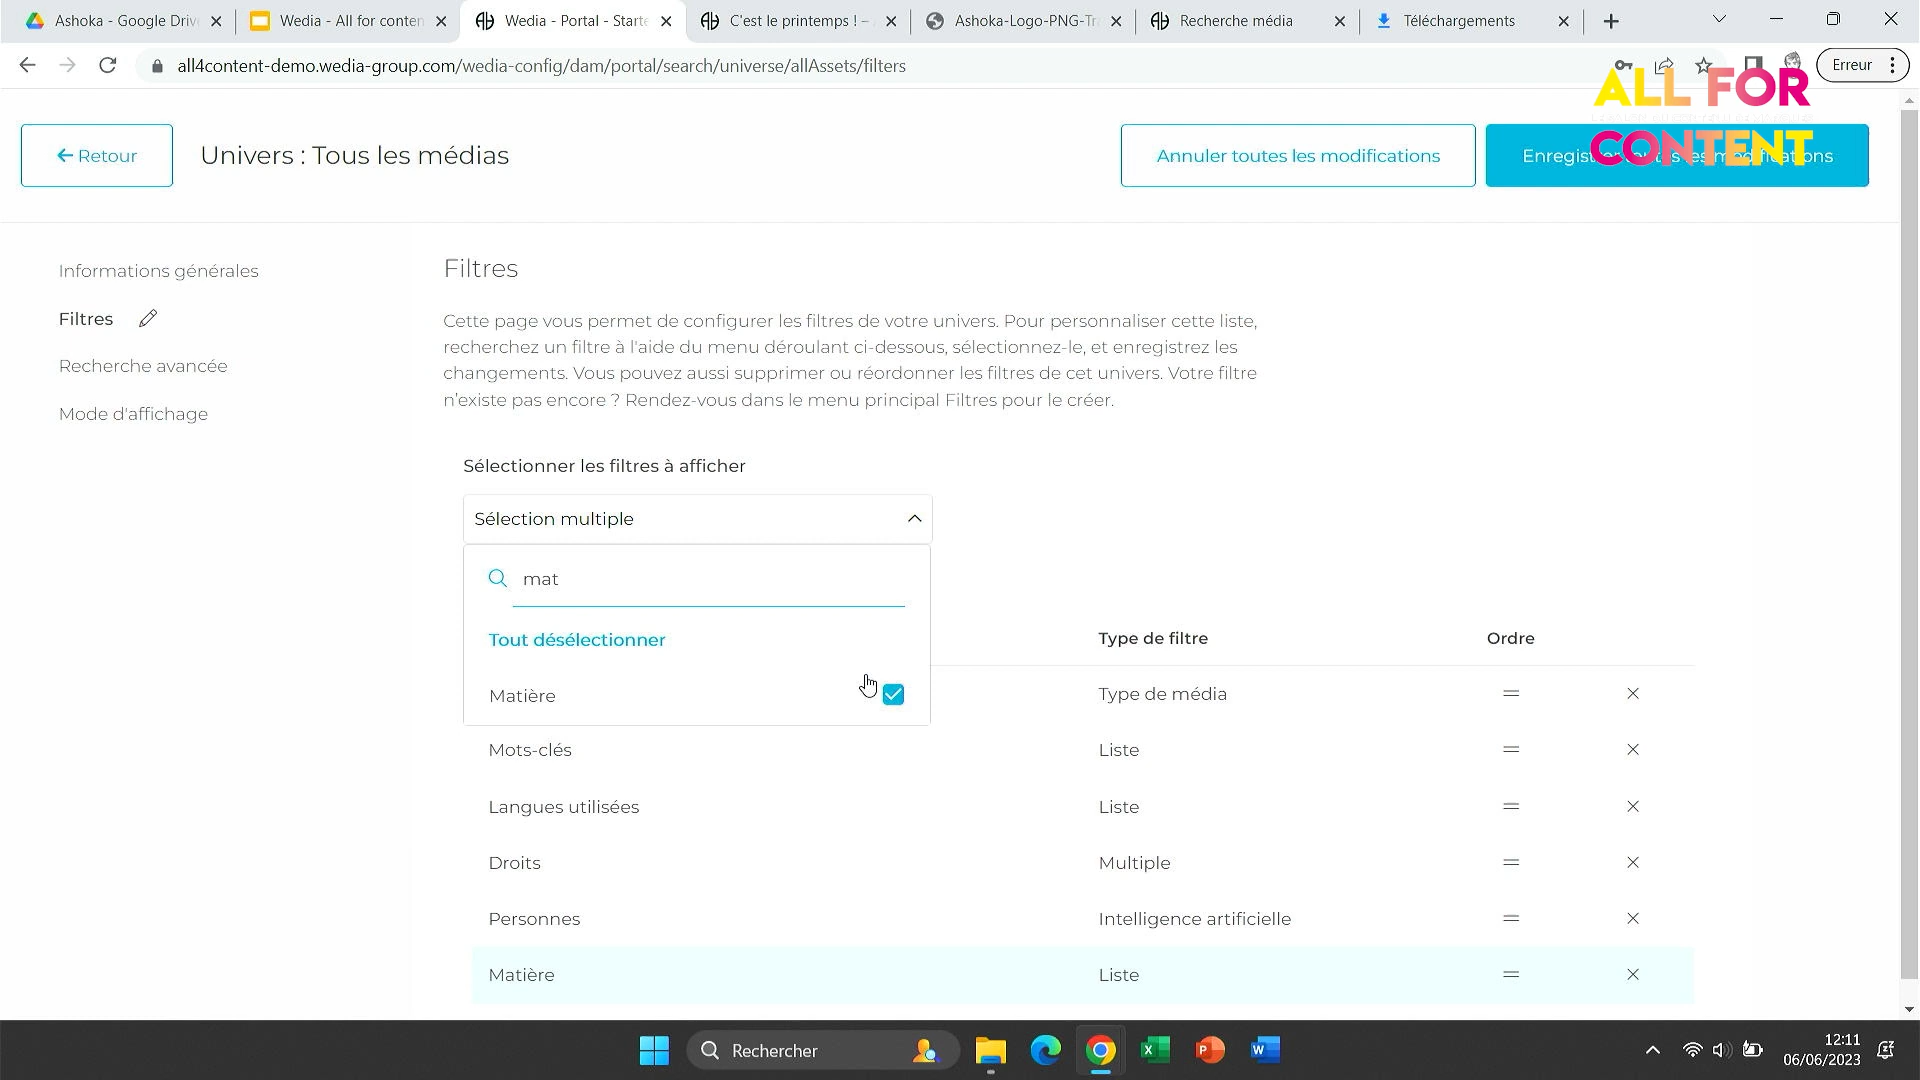 Ashoka - Google Driv
Wedia - All for conten
Wedia - Portal - Starte
C'est le printemps ! –
Ashoka-Logo-PNG-Tr
Recherche média
Téléchargements
all4content-demo.wedia-group.com/wedia-config/dam/portal/search/universe/allAssets/filters
Erreur
ALL FOR
CONTENT
Retour
Univers : Tous les médias
Annuler toutes les modifications
Enregist
ons
Informations générales
Filtres
Recherche avancée
Mode d'affichage
Filtres
Cette page vous permet de configurer les filtres de votre univers. Pour personnaliser cette liste,
recherchez un filtre à l'aide du menu déroulant ci-dessous, sélectionnez-le, et enregistrez les
changements. Vous pouvez aussi supprimer ou réordonner les filtres de cet univers. Votre filtre
n'existe pas encore ? Rendez-vous dans le menu principal Filtres pour le créer.
Sélectionner les filtres à afficher
Sélection multiple
mat
Tout désélectionner
Matière
Type de filtre
Ordre
Type de média
Mots-clés
Liste
Langues utilisées
Liste
Droits
Multiple
Personnes
Intelligence artificielle
Matière
Liste
Rechercher
12:11
06/06/2023